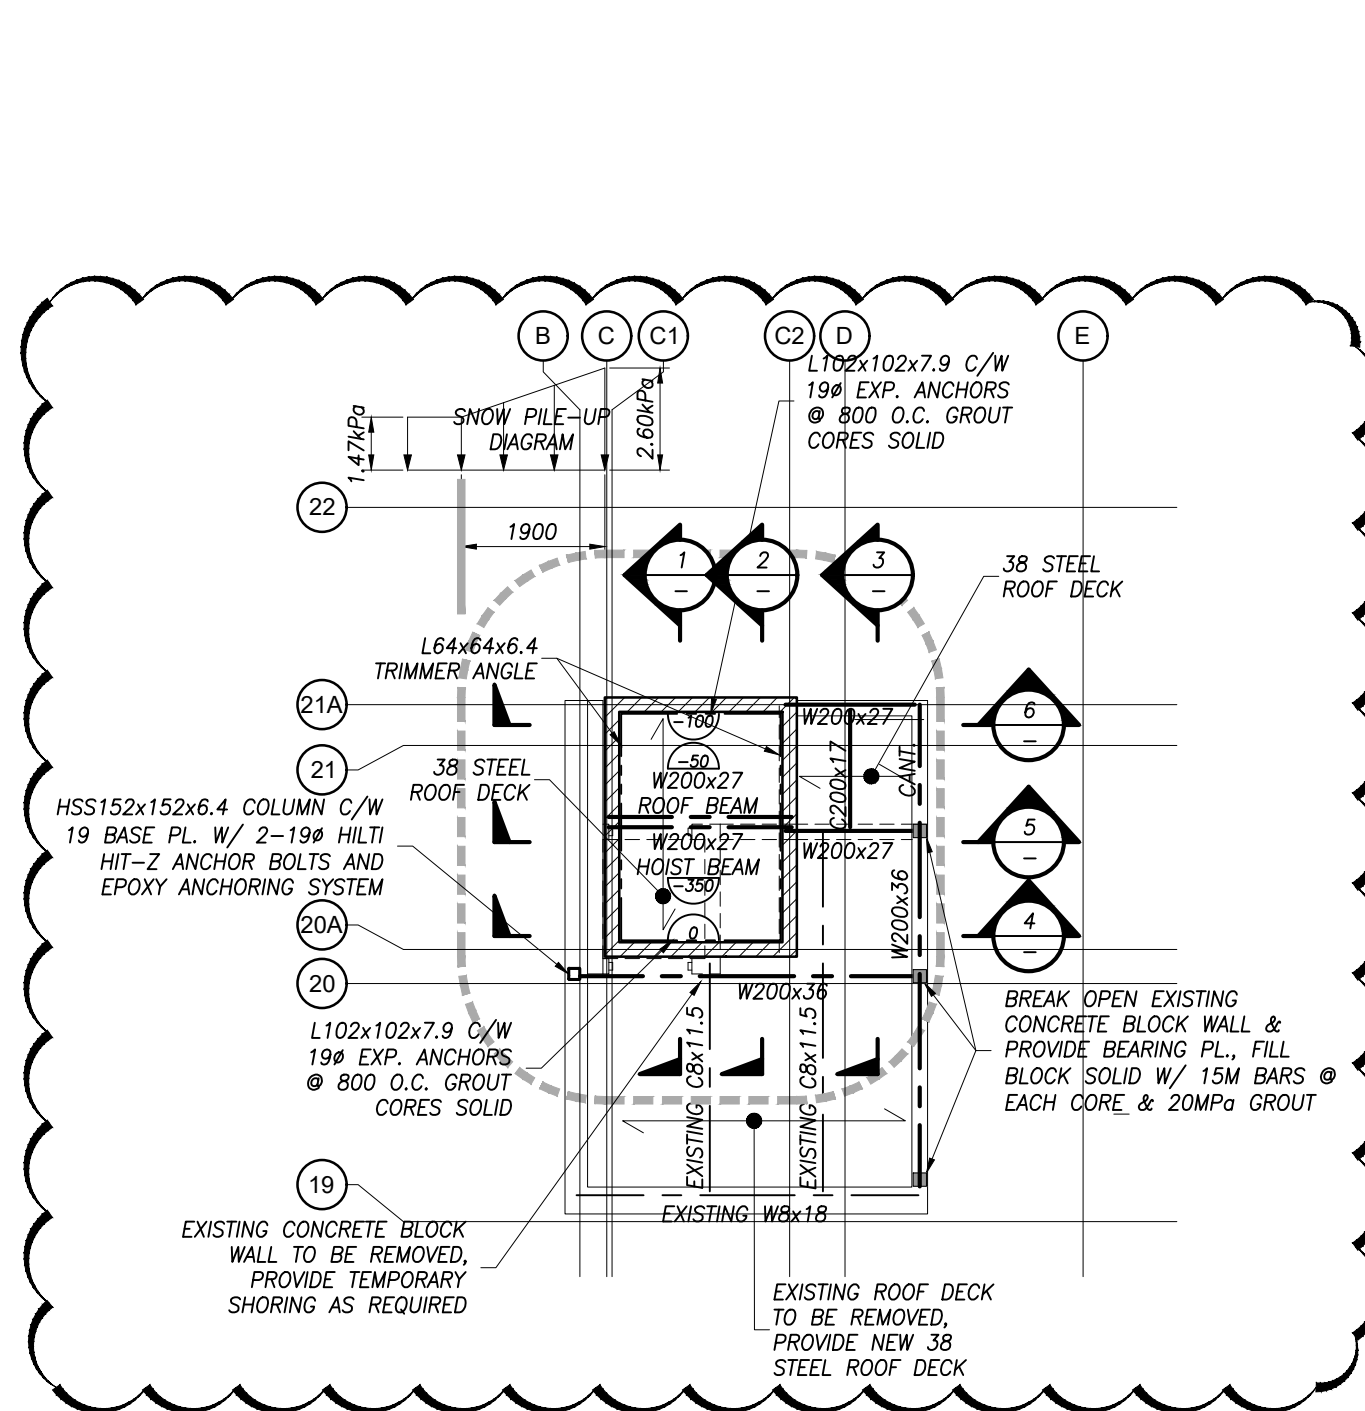 B
C
C1
C2
D
E
L102x102x7.9 C/W
19ø EXP. ANCHORS
@ 800 O.C. GROUT
CORES SOLID
SNOW PILE-UP
DIAGRAM
1.47kPa
2.60kPa
22
1900
1
–
2
–
3
–
38 STEEL
ROOF DECK
L64x64x6.4
TRIMMER ANGLE
21A
-100
W200x27
6
–
21
-50
38 STEEL
ROOF DECK
W200x27
ROOF BEAM
C200x17
CANT.
HSS152x152x6.4 COLUMN C/W
19 BASE PL. W/ 2-19ø HILTI
HIT-Z ANCHOR BOLTS AND
EPOXY ANCHORING SYSTEM
W200x27
HOIST BEAM
W200x27
5
–
-350
W200x36
20A
0
4
–
20
W200x36
L102x102x7.9 C/W
19ø EXP. ANCHORS
@ 800 O.C. GROUT
CORES SOLID
EXISTING C8x11.5
EXISTING C8x11.5
BREAK OPEN EXISTING
CONCRETE BLOCK WALL &
PROVIDE BEARING PL., FILL
BLOCK SOLID W/ 15M BARS @
EACH CORE & 20MPa GROUT
19
EXISTING W8x18
EXISTING CONCRETE BLOCK
WALL TO BE REMOVED,
PROVIDE TEMPORARY
SHORING AS REQUIRED
EXISTING ROOF DECK
TO BE REMOVED,
PROVIDE NEW 38
STEEL ROOF DECK